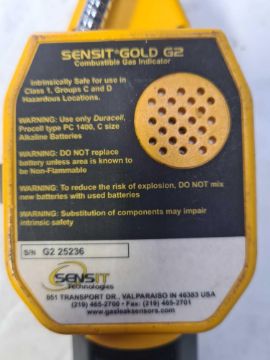 SENSIT® GOLD G2
Combustible Gas Indicator
Intrinsically Safe for use in
Class 1, Groups C and D
Hazardous Locations.
WARNING: Use only Duracell,
Procell type PC 1400, C size
Alkaline Batteries
WARNING: DO NOT replace
battery unless area is known to
be Non-Flammable
WARNING: To reduce the risk of explosion, DO NOT mix
new batteries with used batteries
WARNING: Substitution of components may impair
intrinsic safety
S/N G2 25236
SENSIT
Technologies
851 TRANSPORT DR., VALPARAISO IN 46383 USA
(219) 465-2700 • Fax: (219) 465-2701
www.gasleaksensors.com